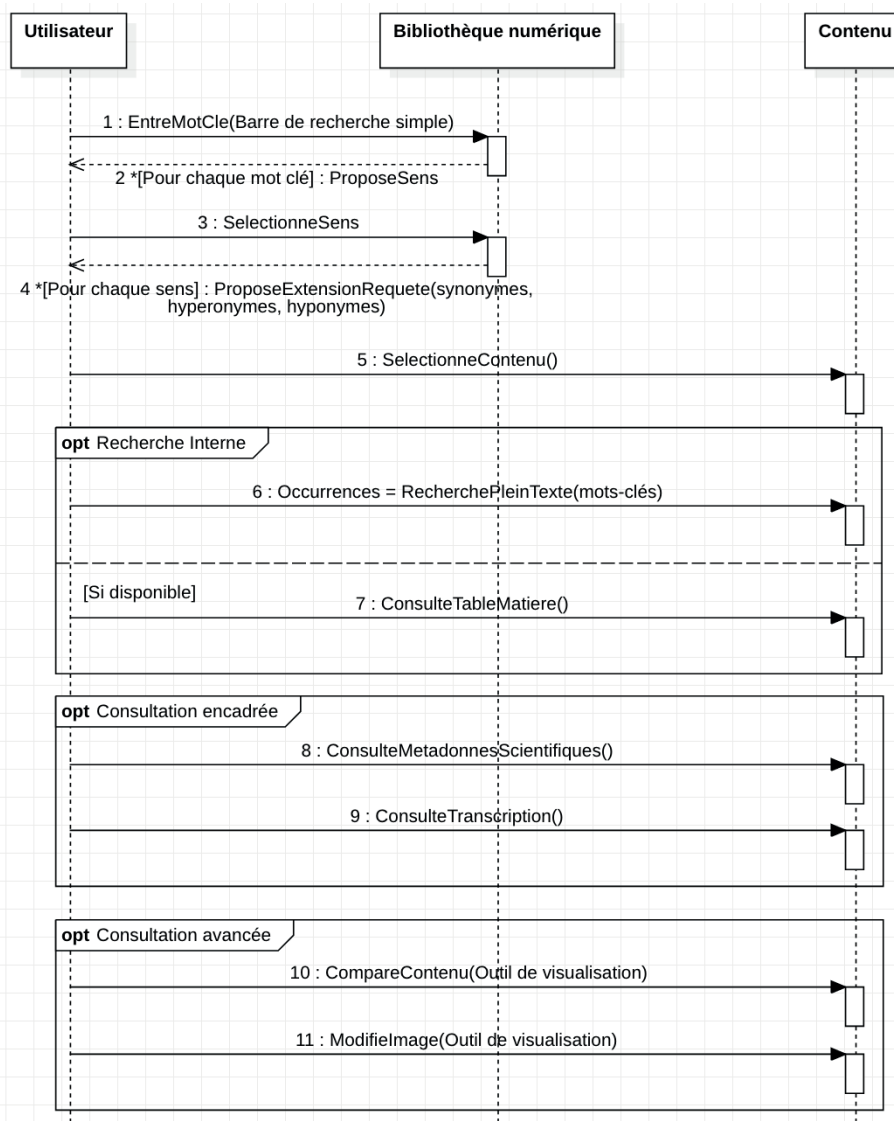 Utilisateur
Bibliothèque numérique
Contenu
1 : EntreMotCle(Barre de recherche simple)
2 *[Pour chaque mot clé] : ProposeSens
3 : SelectionneSens
4 *[Pour chaque sens] : ProposeExtensionRequete(synonymes,
hyperonymes, hyponymes)
5 : SelectionneContenu()
opt Recherche Interne
6 : Occurrences = RecherchePleinTexte(mots-clés)
[Si disponible]
7 : ConsulteTableMatiere()
opt Consultation encadrée
8 : ConsulteMetadonnesScientifiques()
9 : ConsulteTranscription()
opt Consultation avancée
10 : CompareContenu(Outil de visualisation)
11 : ModifieImage(Outil de visualisation)